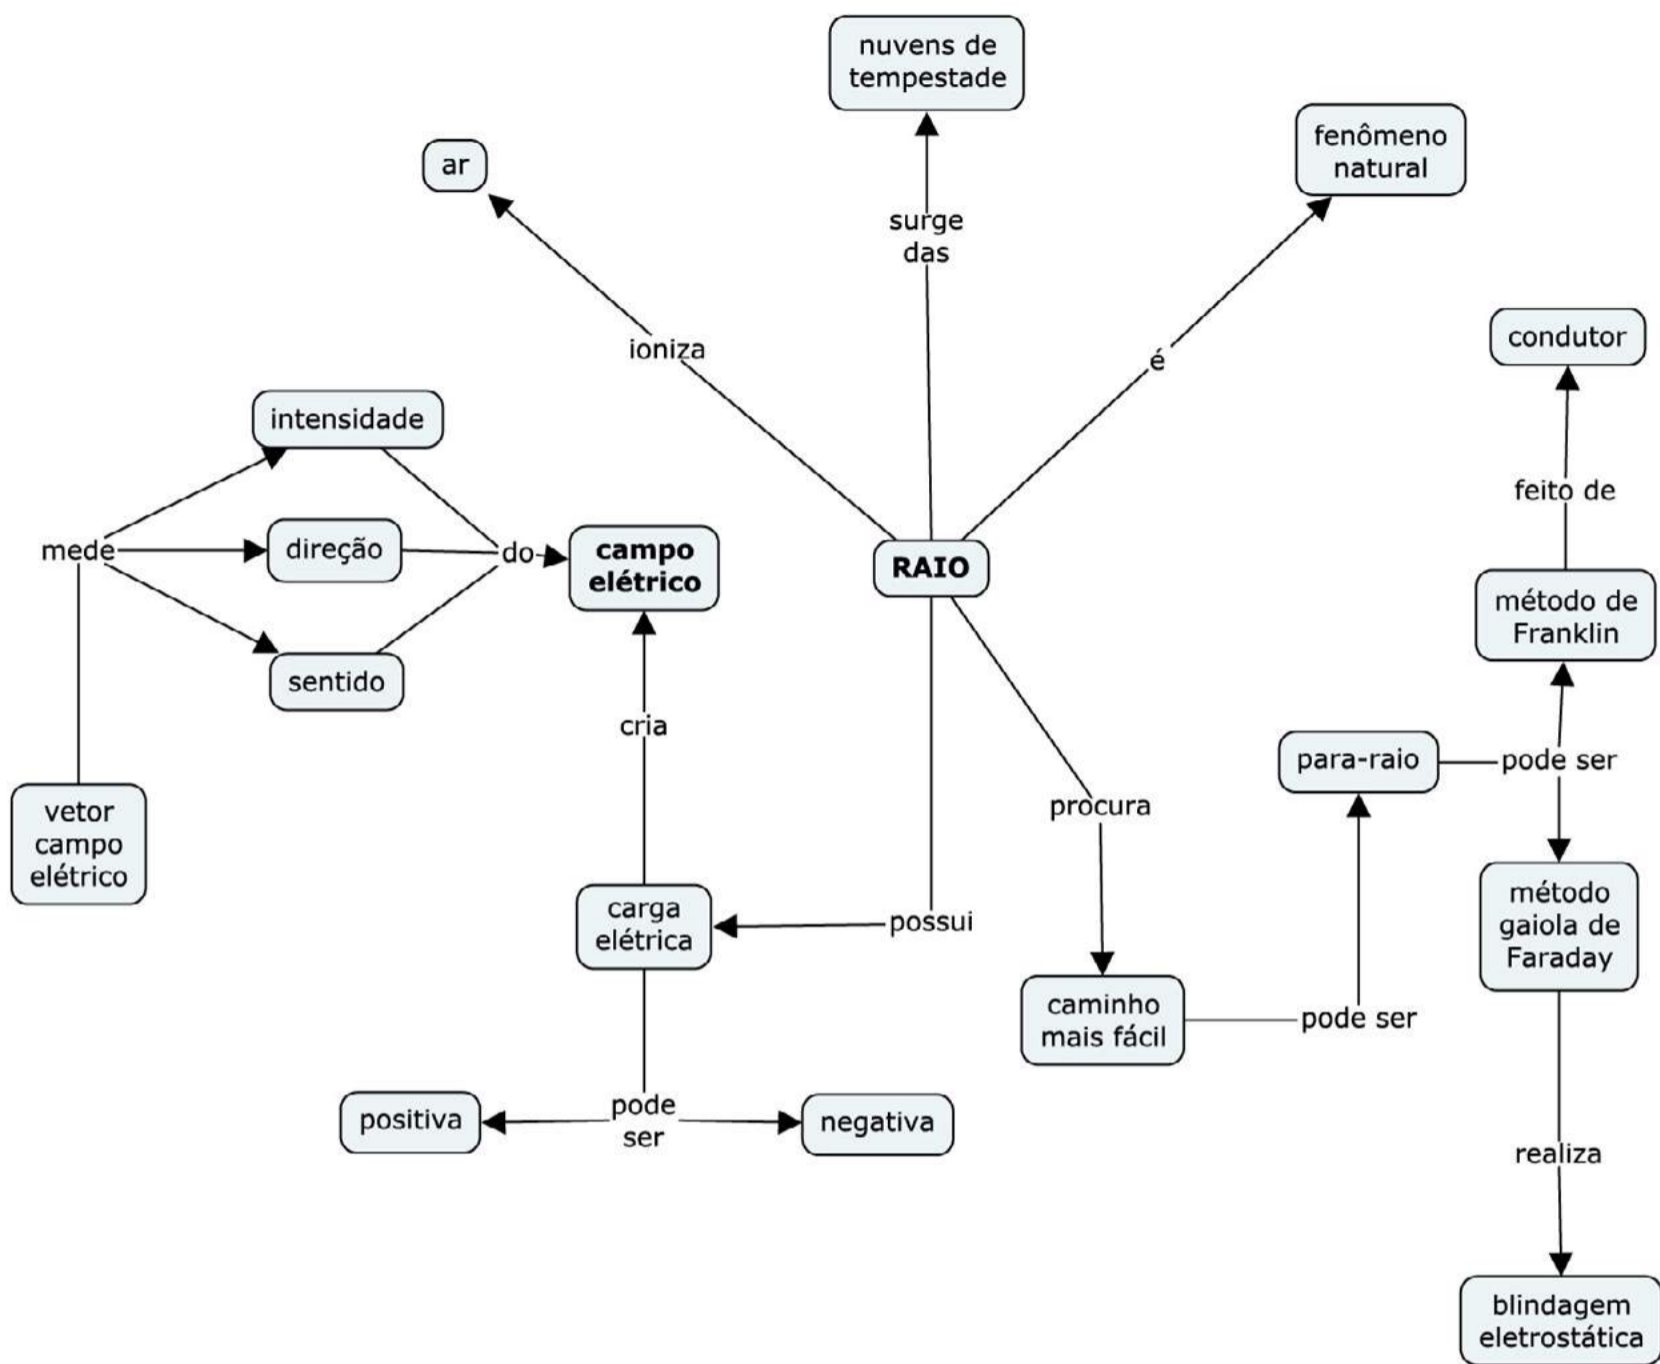 nuvens de
tempestade
fenômeno
natural
ar
surge
das
ioniza
é
condutor
intensidade
feito de
mede
direção
do
campo
elétrico
RAIO
método de
Franklin
sentido
cria
para-raio
pode ser
vetor
campo
elétrico
procura
carga
elétrica
possui
método
gaiola de
Faraday
caminho
mais fácil
pode ser
positiva
pode
ser
negativa
realiza
blindagem
eletrostática